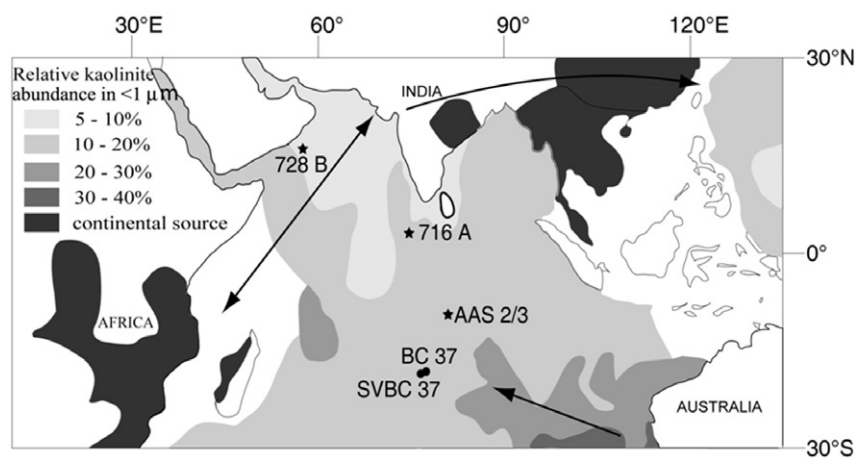 30°E 60° 90° 120°E
30°N
Relative kaolinite
abundance in <1 μm
5 - 10%
10 - 20%
20 - 30%
30 - 40%
continental source
INDIA
728 B
716 A
0°
AFRICA
AAS 2/3
BC 37
SVBC 37
AUSTRALIA
30°S